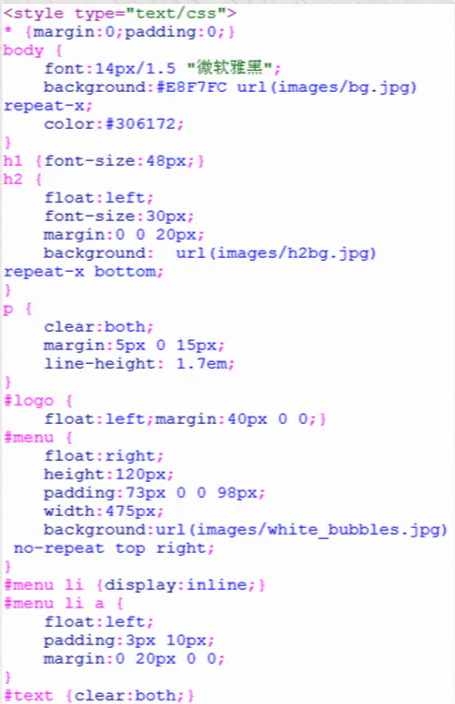 <style type="text/css">
* {margin:0;padding:0;}
body {
    font:14px/1.5 "微软雅黑";
    background:#E8F7FC url(images/bg.jpg)
repeat-x;
    color:#306172;
}
h1 {font-size:48px;}
h2 {
    float:left;
    font-size:30px;
    margin:0 0 20px;
    background:  url(images/h2bg.jpg)
repeat-x bottom;
}
p {
    clear:both;
    margin:5px 0 15px;
    line-height: 1.7em;
}
#logo {
    float:left;margin:40px 0 0;}
#menu {
    float:right;
    height:120px;
    padding:73px 0 0 98px;
    width:475px;
    background:url(images/white_bubbles.jpg)
 no-repeat top right;
}
#menu li {display:inline;}
#menu li a {
    float:left;
    padding:3px 10px;
    margin:0 20px 0 0;
}
#text {clear:both;}